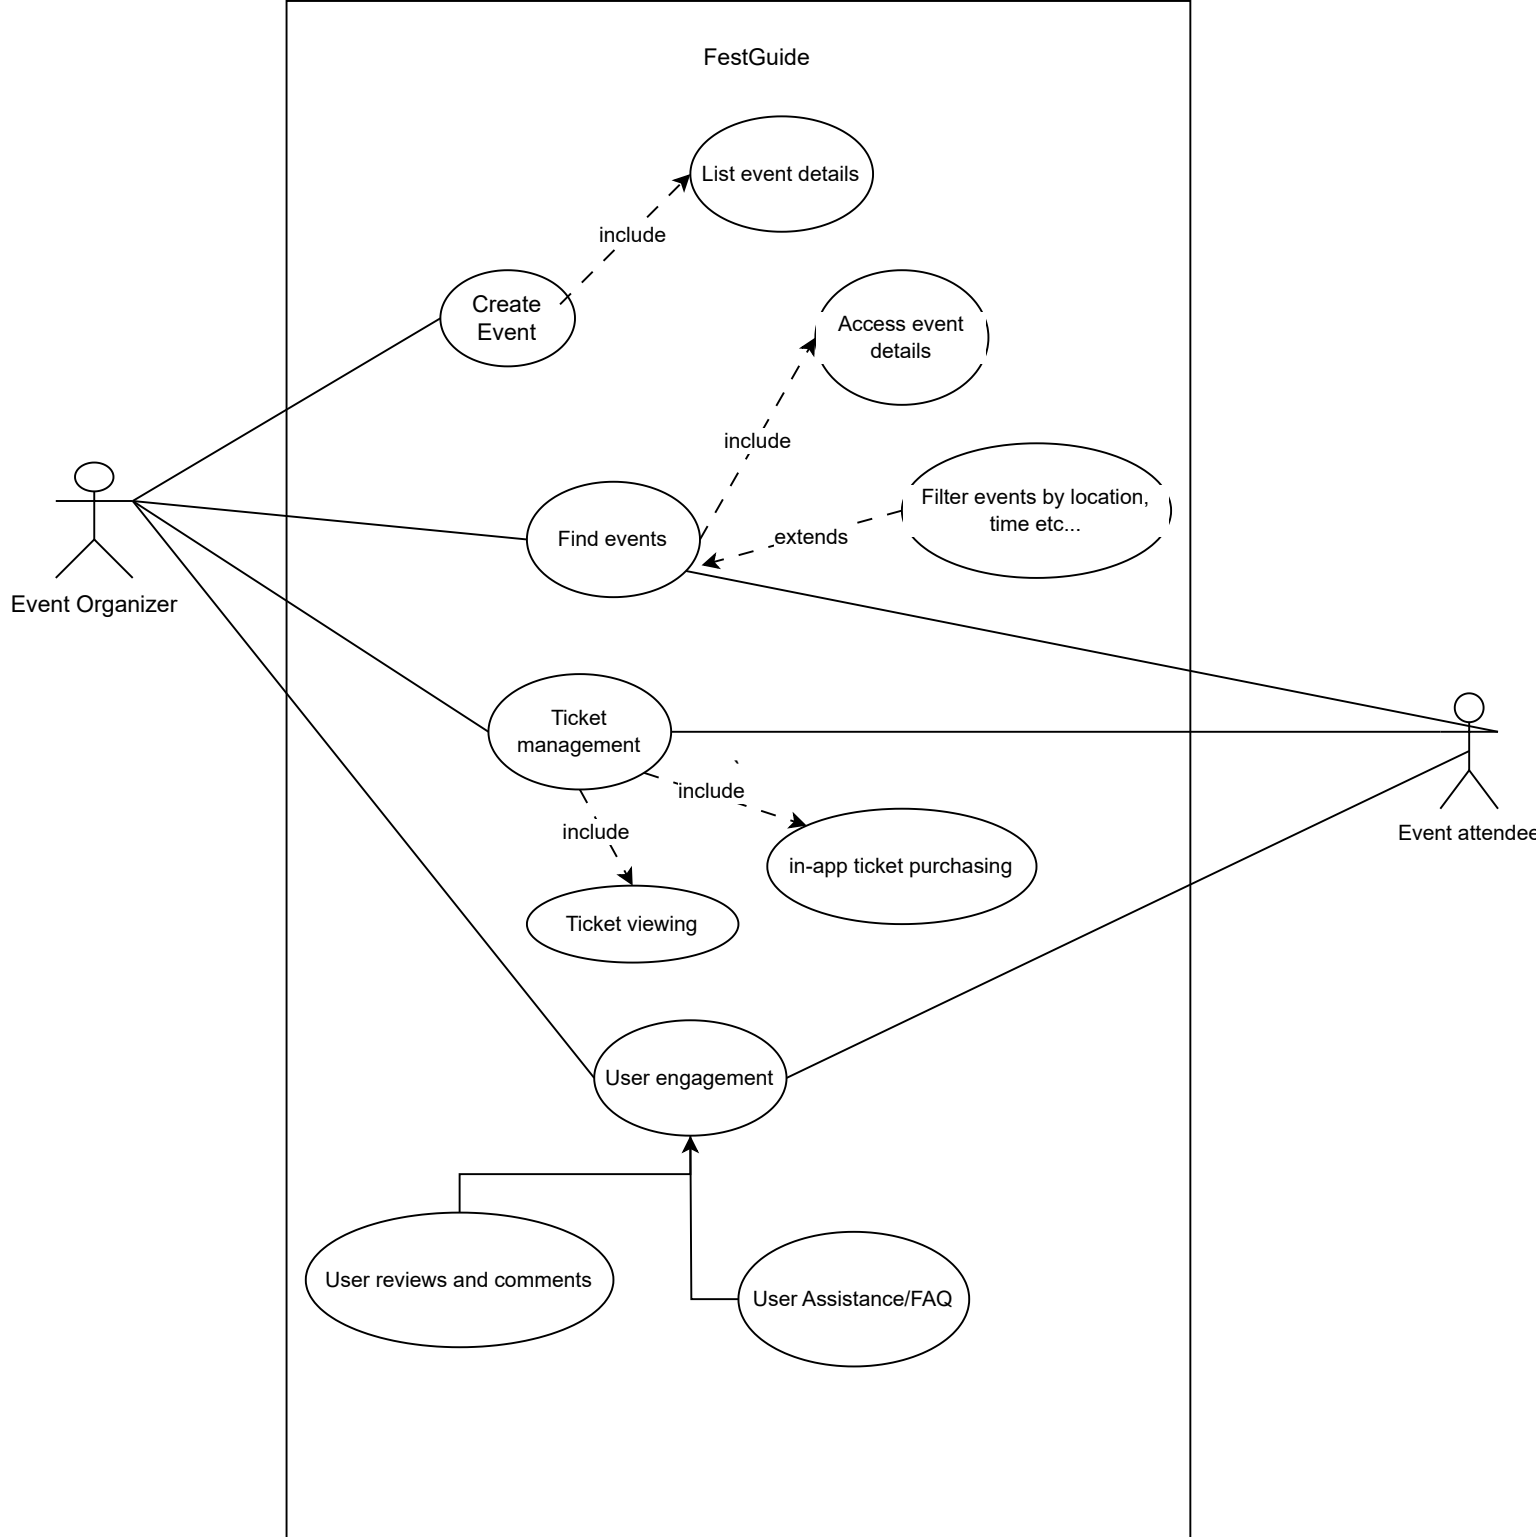 FestGuide
List event details
include
Create
Event
Access event
details
include
Filter events by location,
time etc...
extends
Find events
Event Organizer
Ticket
management
include
include
in-app ticket purchasing
Ticket viewing
Event attendee
User engagement
User reviews and comments
User Assistance/FAQ